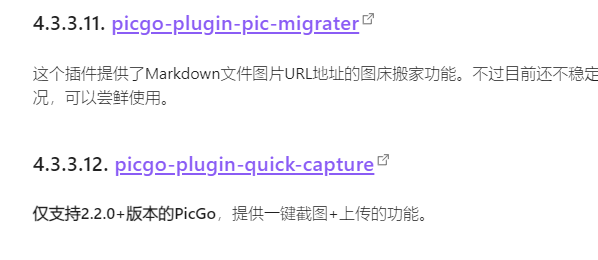 4.3.3.11. picgo-plugin-pic-migrater
这个插件提供了Markdown文件图片URL地址的图床搬家功能。不过目前还不稳定
况，可以尝鲜使用。
4.3.3.12. picgo-plugin-quick-capture
仅支持2.2.0+版本的PicGo，提供一键截图+上传的功能。